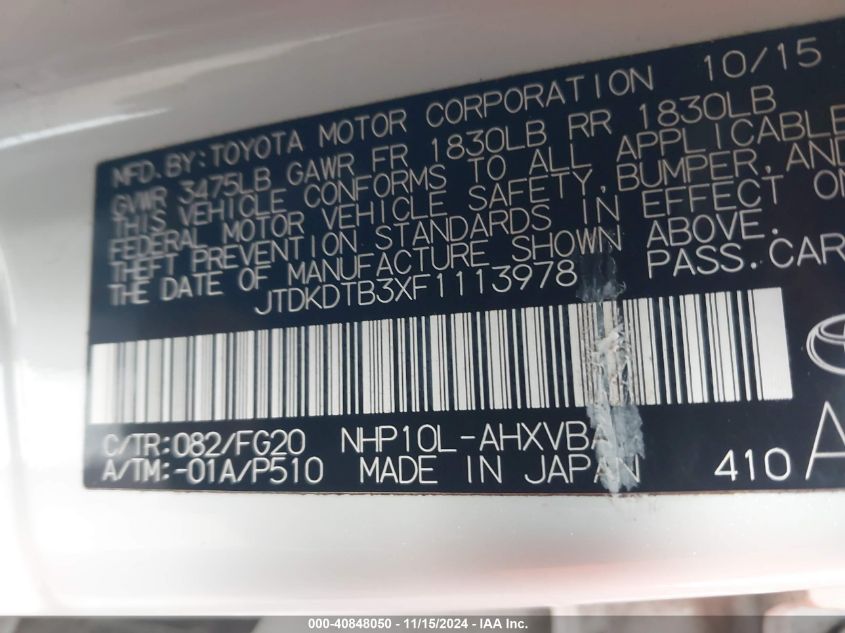 MFD. BY: TOYOTA MOTOR CORPORATION 10/15
GVWR 3475LB GAWR FR 1830LB RR 1830LB
THIS VEHICLE CONFORMS TO ALL APPLICABLE
FEDERAL MOTOR VEHICLE SAFETY, BUMPER, AND
THEFT PREVENTION STANDARDS IN EFFECT ON
THE DATE OF MANUFACTURE SHOWN ABOVE.
JTDKDTB3XF1113978 PASS. CAR
C/TR: 082/FG20 NHP10L-AHXVBA
A/TM: -01A/P510 MADE IN JAPAN 410
000-40848050 - 11/15/2024 - IAA Inc.